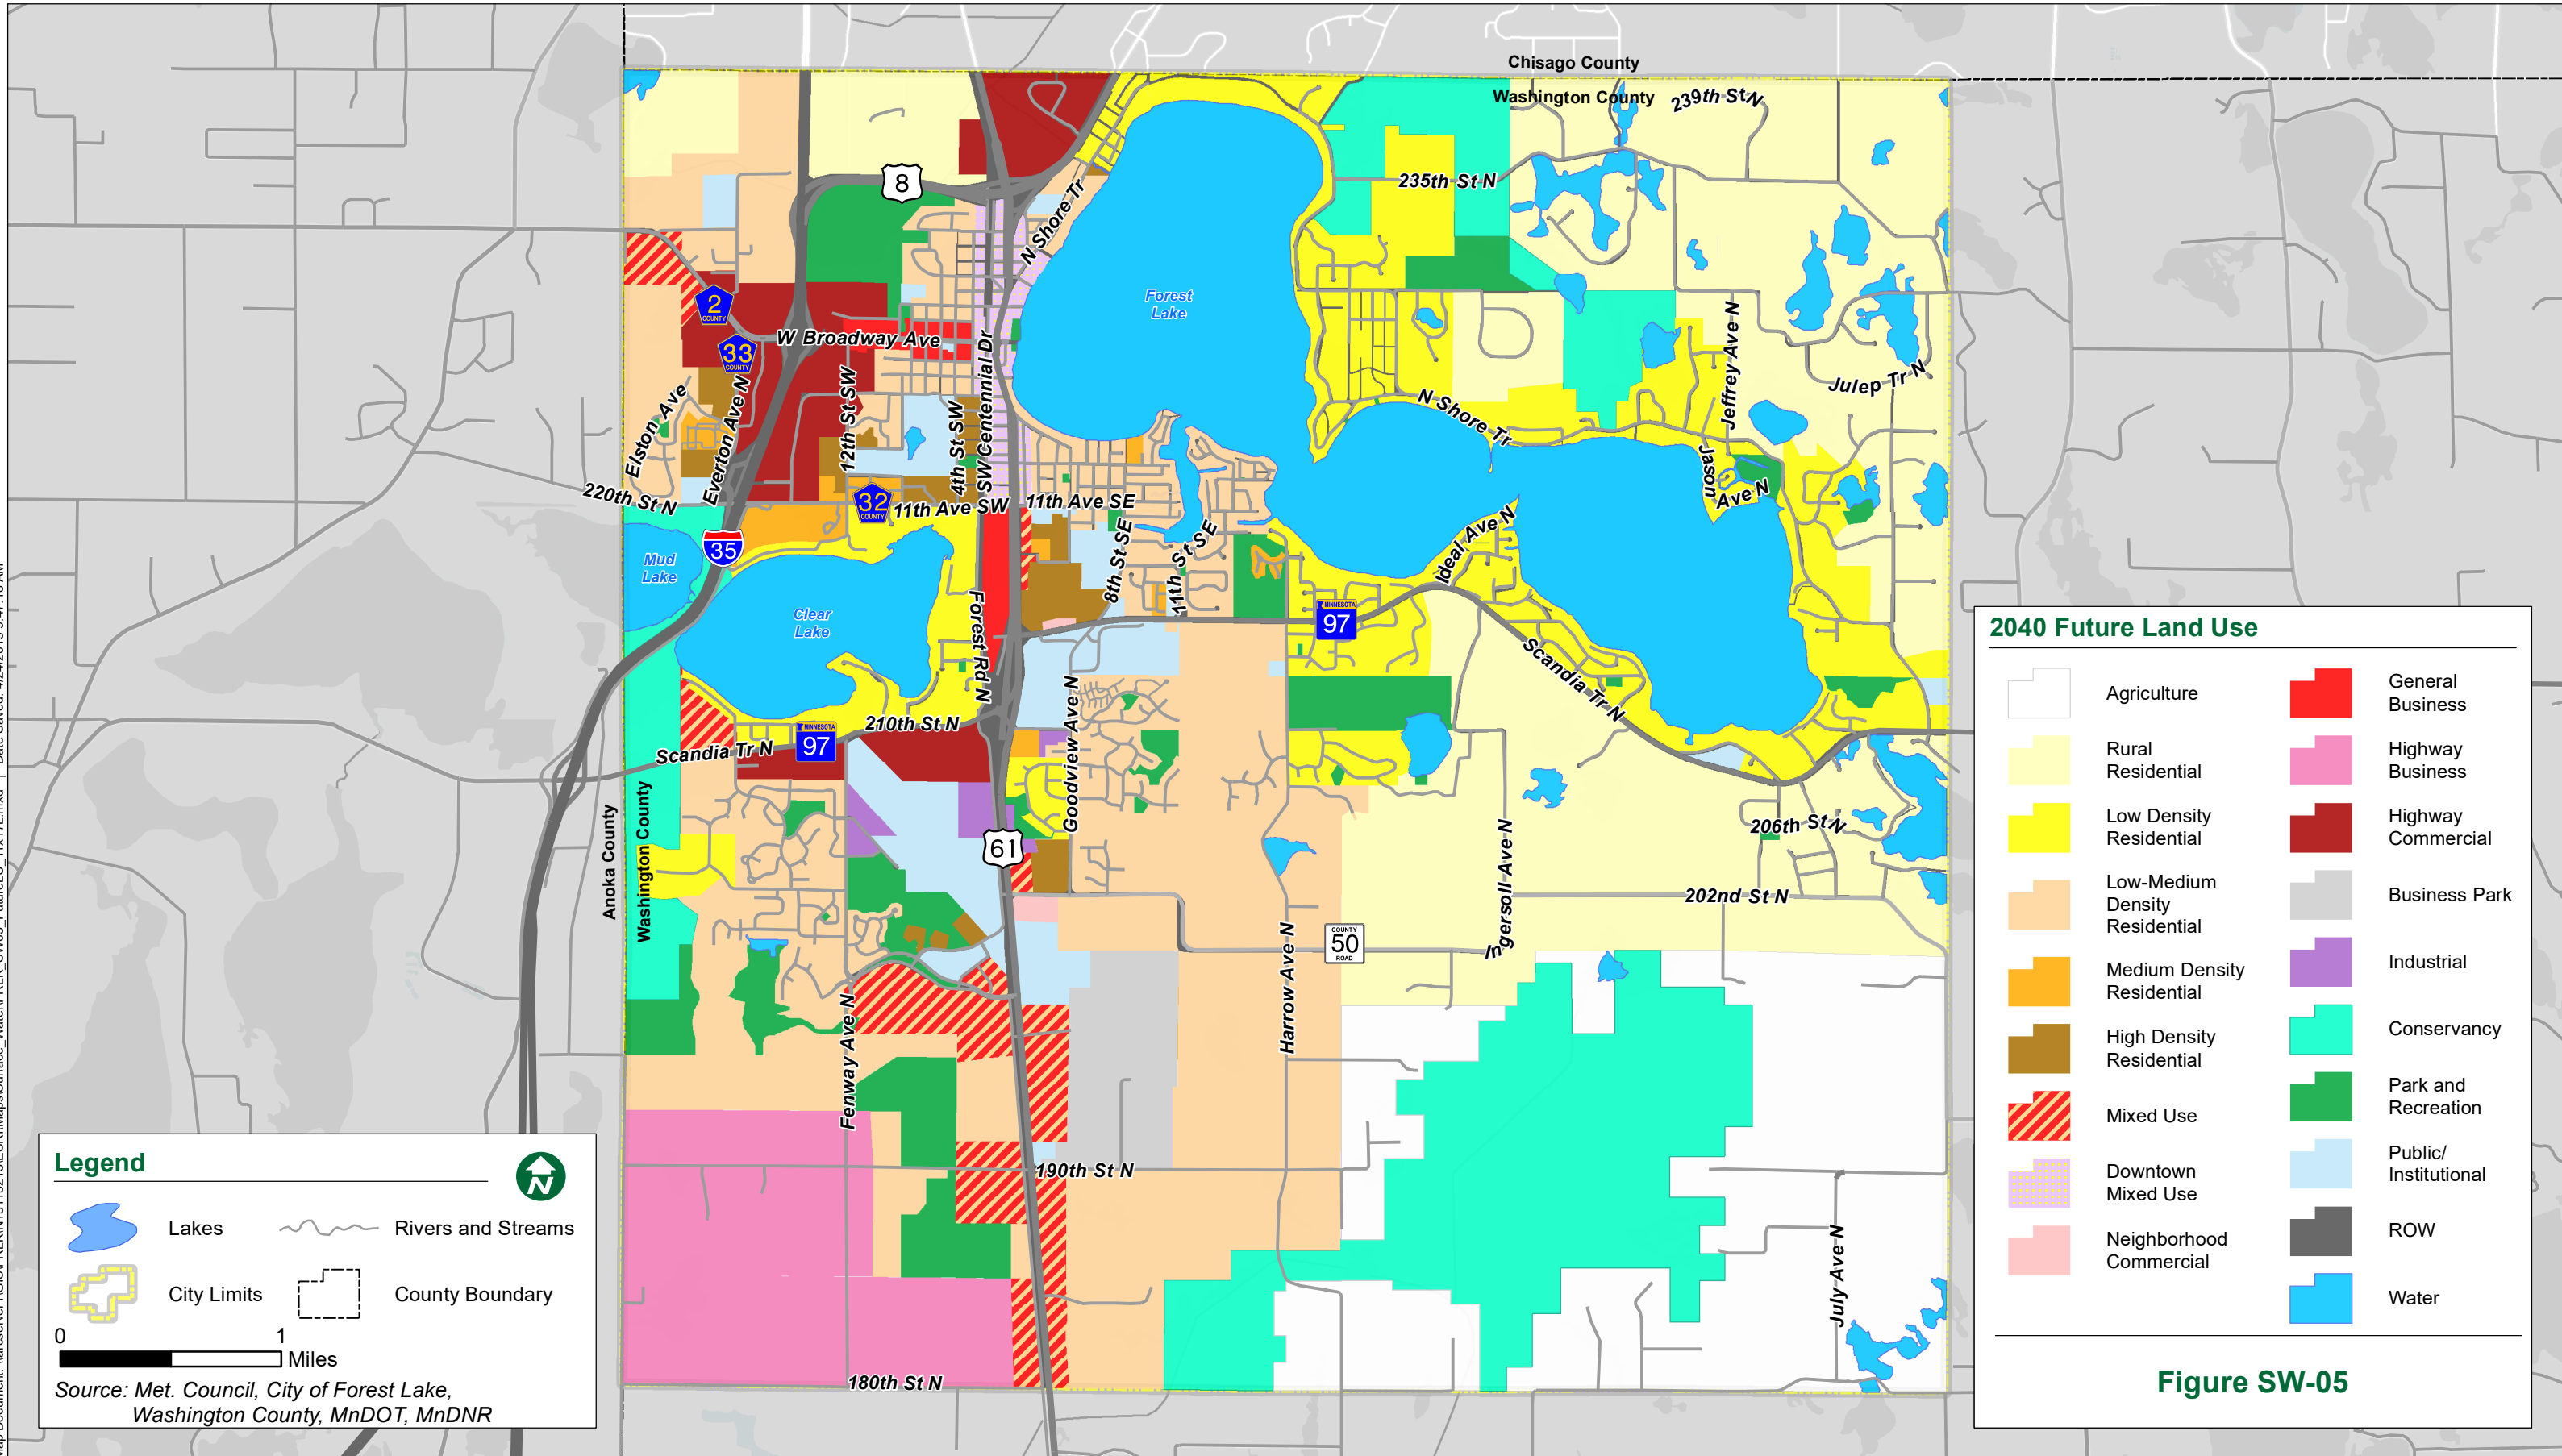 Chisago County
Washington County
239th St N
8
235th St N
N Shore Tr
Forest
Lake
2
COUNTY
33
COUNTY
W Broadway Ave
Jeffrey Ave N
Julep Tr N
N Shore Tr
Elston Ave
Everton Ave N
12th St SW
4th St SW
SW Centennial Dr
Jason
Ave N
220th St N
32
COUNTY
11th Ave SW
11th Ave SE
35
Mud
Lake
8th St SE
11th St SE
Ideal Ave N
Clear
Lake
Forest Rd N
MINNESOTA
97
Scandia Tr N
Goodview Ave N
210th St N
MINNESOTA
97
Scandia Tr N
Anoka County
Washington County
61
206th St N
Ingersoll Ave N
202nd St N
COUNTY
50
ROAD
Harrow Ave N
Fenway Ave N
190th St N
July Ave N
180th St N
2040 Future Land Use
Agriculture
Rural
Residential
Low Density
Residential
Low-Medium
Density
Residential
Medium Density
Residential
High Density
Residential
Mixed Use
Downtown
Mixed Use
Neighborhood
Commercial
General
Business
Highway
Business
Highway
Commercial
Business Park
Industrial
Conservancy
Park and
Recreation
Public/
Institutional
ROW
Water
Figure SW-05
Legend
N
Lakes
Rivers and Streams
City Limits
County Boundary
0 1
Miles
Source: Met. Council, City of Forest Lake,
Washington County, MnDOT, MnDNR